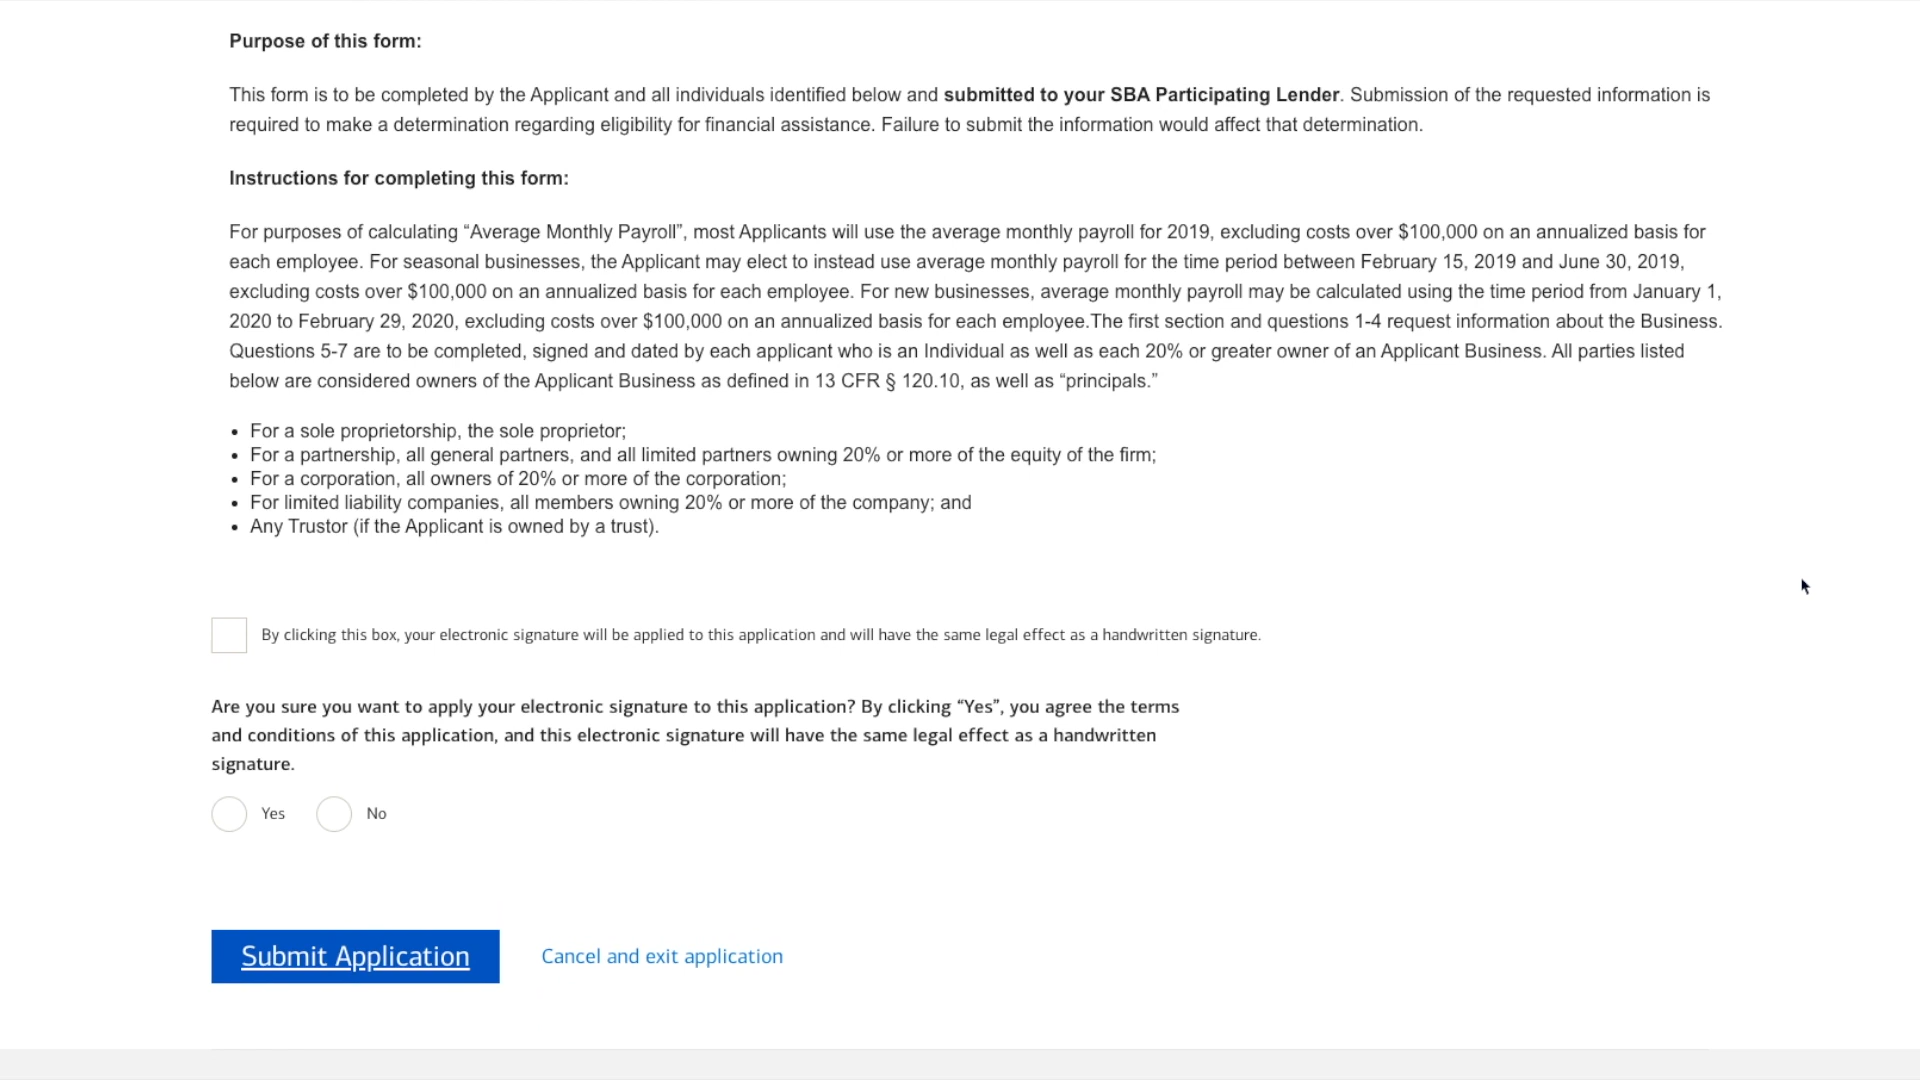 Purpose of this form:
This form is to be completed by the Applicant and all individuals identified below and submitted to your SBA Participating Lender. Submission of the requested information is
required to make a determination regarding eligibility for financial assistance. Failure to submit the information would affect that determination.
Instructions for completing this form:
For purposes of calculating “Average Monthly Payroll”, most Applicants will use the average monthly payroll for 2019, excluding costs over $100,000 on an annualized basis for
each employee. For seasonal businesses, the Applicant may elect to instead use average monthly payroll for the time period between February 15, 2019 and June 30, 2019,
excluding costs over $100,000 on an annualized basis for each employee. For new businesses, average monthly payroll may be calculated using the time period from January 1,
2020 to February 29, 2020, excluding costs over $100,000 on an annualized basis for each employee.The first section and questions 1-4 request information about the Business.
Questions 5-7 are to be completed, signed and dated by each applicant who is an Individual as well as each 20% or greater owner of an Applicant Business. All parties listed
below are considered owners of the Applicant Business as defined in 13 CFR § 120.10, as well as “principals.”
• For a sole proprietorship, the sole proprietor;
• For a partnership, all general partners, and all limited partners owning 20% or more of the equity of the firm;
• For a corporation, all owners of 20% or more of the corporation;
• For limited liability companies, all members owning 20% or more of the company; and
• Any Trustor (if the Applicant is owned by a trust).
By clicking this box, your electronic signature will be applied to this application and will have the same legal effect as a handwritten signature.
Are you sure you want to apply your electronic signature to this application? By clicking “Yes”, you agree the terms
and conditions of this application, and this electronic signature will have the same legal effect as a handwritten
signature.
Yes No
Submit Application Cancel and exit application